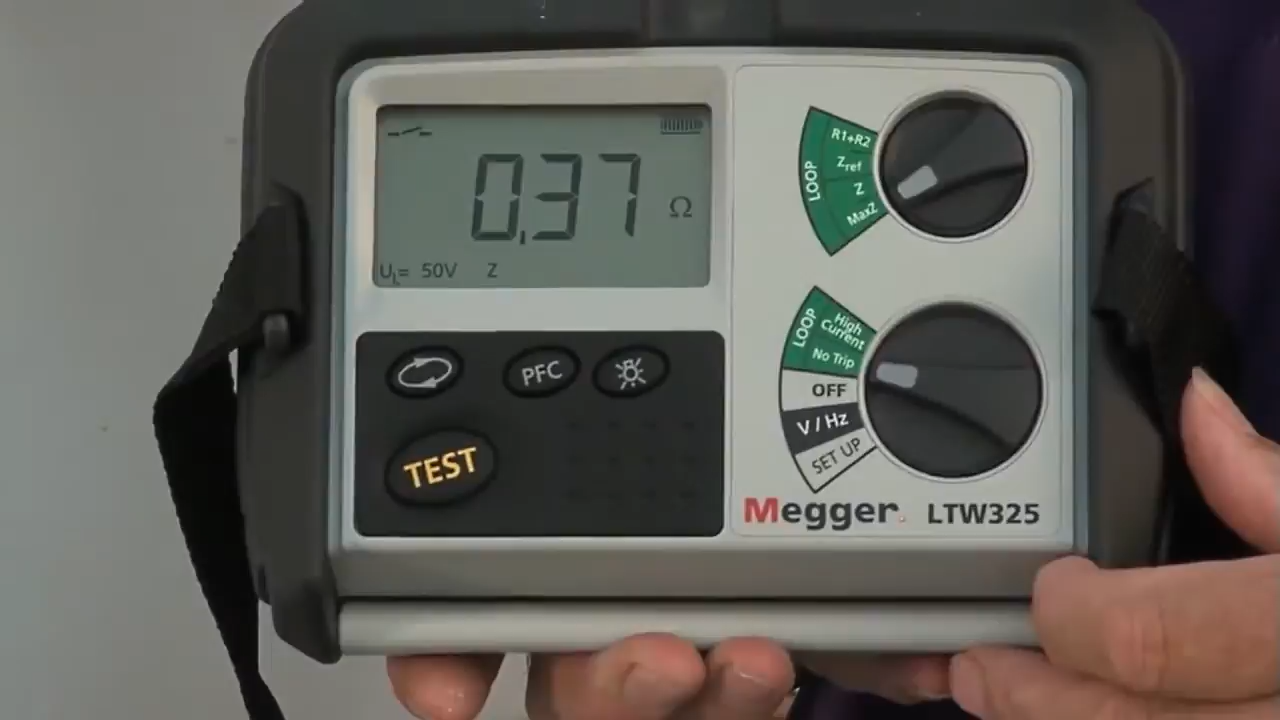 0.37 Ω
UL= 50V Z
PFC
TEST
LOOP
R1+R2
Zref
Z
MaxZ
LOOP
High
Current
No Trip
OFF
V / Hz
SET UP
Megger. LTW325